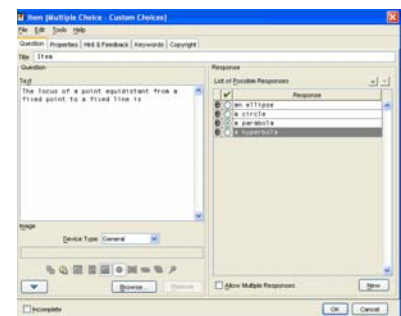 Item (Multiple Choice - Custom Choices)
File Edit Tools Help
Question Properties Hint & Feedback Keywords Copyright
Title Item
Question
Text
The locus of a point equidistant from a
fixed point to a fixed line is
Image
Device Type: General
Browse... Remove
Incomplete
Response
List of Possible Responses
Response
an ellipse
a circle
a parabola
a hyperbola
Allow Multiple Responses
New
OK Cancel